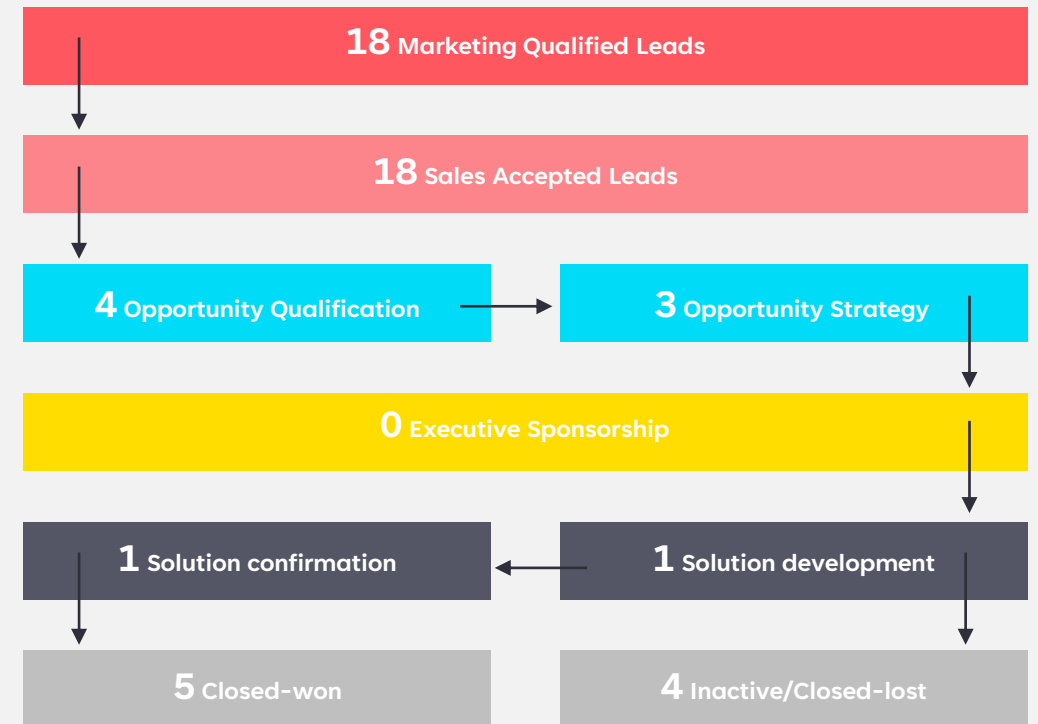 18 Marketing Qualified Leads
18 Sales Accepted Leads
4 Opportunity Qualification
3 Opportunity Strategy
0 Executive Sponsorship
1 Solution confirmation
1 Solution development
5 Closed-won
4 Inactive/Closed-lost